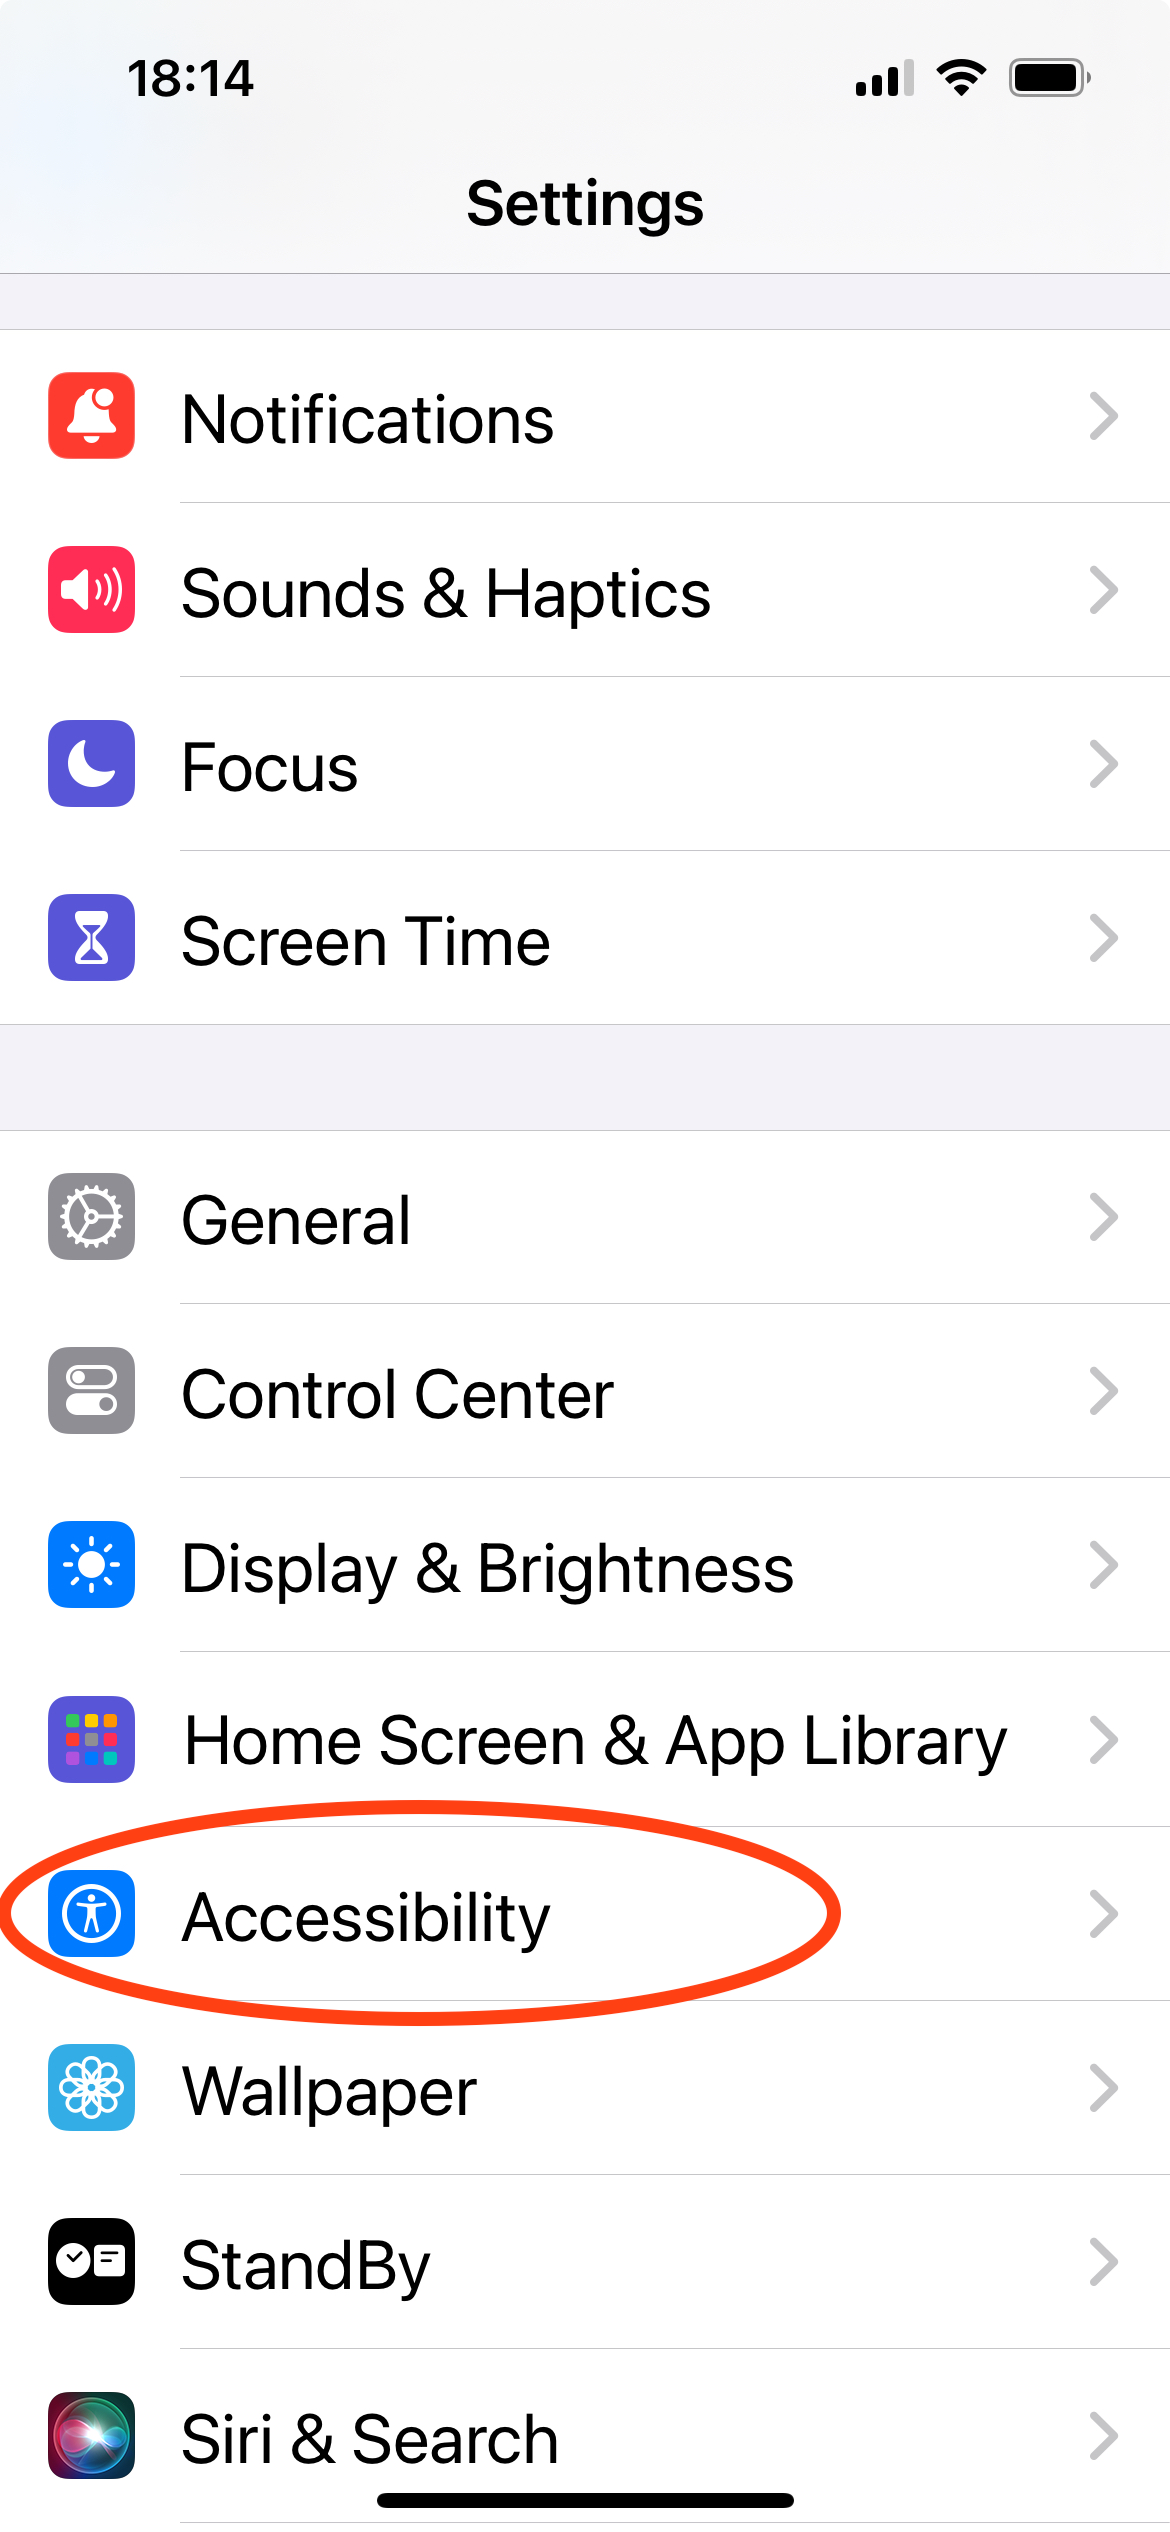 18:14
Settings
Notifications
Sounds & Haptics
Focus
Screen Time
General
Control Center
Display & Brightness
Home Screen & App Library
Accessibility
Wallpaper
StandBy
Siri & Search